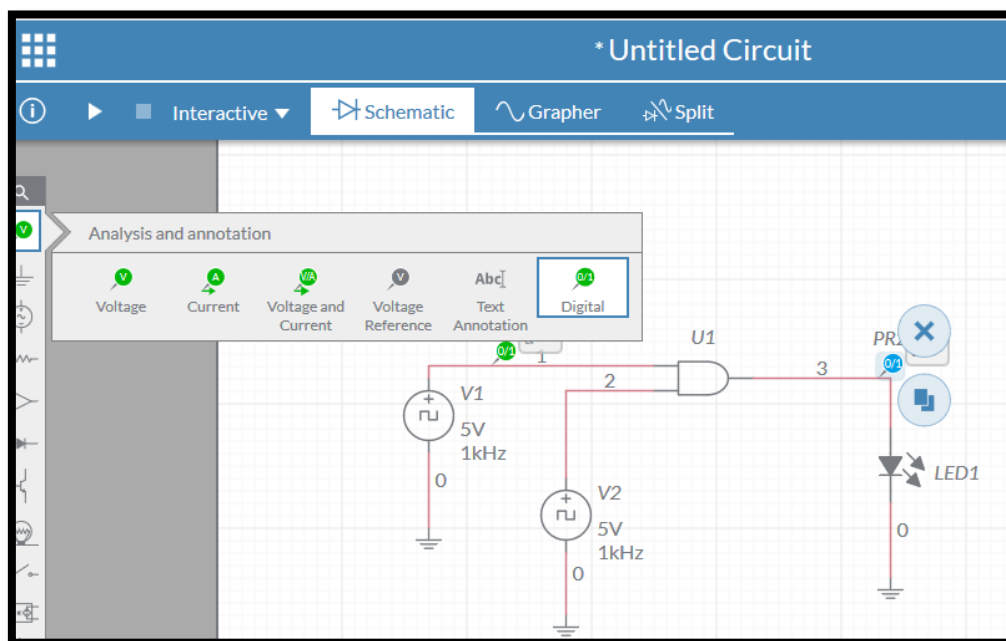 * Untitled Circuit
Interactive
Schematic
Grapher
Split
Analysis and annotation
V
V
A
V/A
V
Abc
0/1
Voltage
Current
Voltage and
Current
Voltage
Reference
Text
Annotation
Digital
0/1
1
U1
PR2
0/1
2
3
V1
5V
1kHz
0
V2
5V
1kHz
0
LED1
0